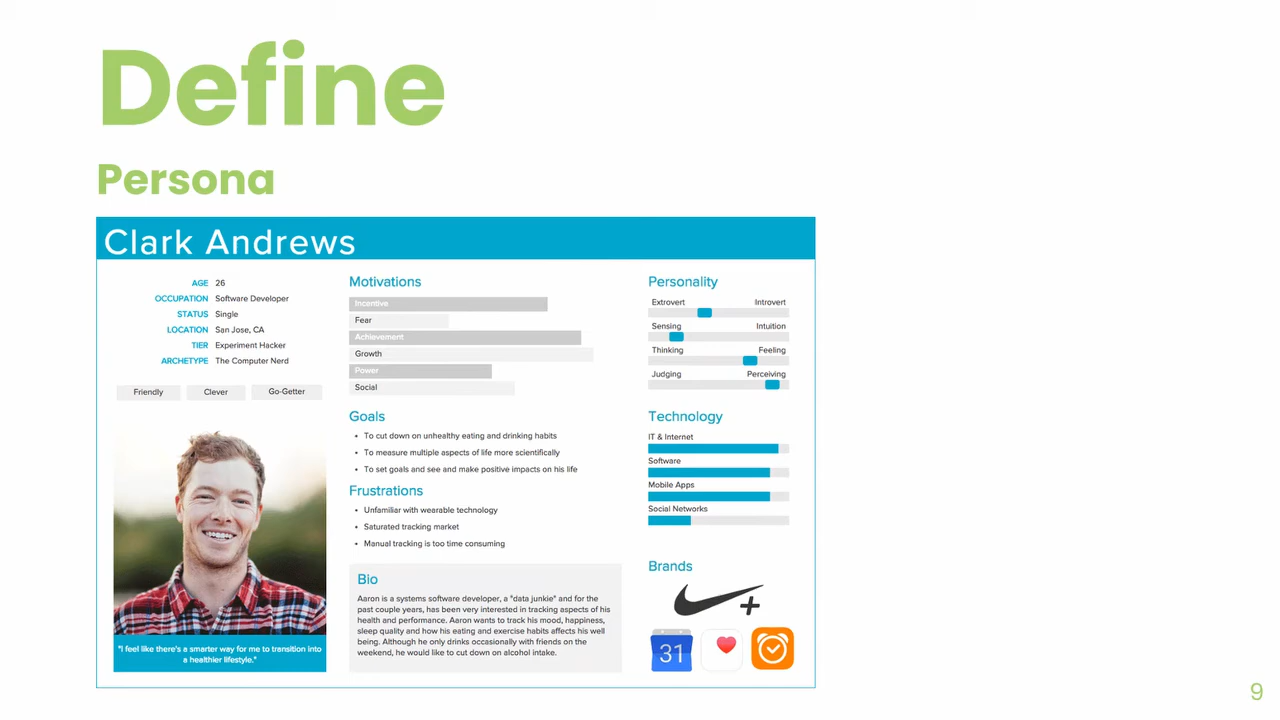 Define
Persona
Clark Andrews
AGE 26
OCCUPATION Software Developer
STATUS Single
LOCATION San Jose, CA
TIER Experiment Hacker
ARCHETYPE The Computer Nerd
Friendly Clever Go-Getter
"I feel like there's a smarter way for me to transition into
a healthier lifestyle."
Motivations
Incentive
Fear
Achievement
Growth
Power
Social
Goals
• To cut down on unhealthy eating and drinking habits
• To measure multiple aspects of life more scientifically
• To set goals and see and make positive impacts on his life
Frustrations
• Unfamiliar with wearable technology
• Saturated tracking market
• Manual tracking is too time consuming
Bio
Aaron is a systems software developer, a "data junkie" and for the
past couple years, has been very interested in tracking aspects of his
health and performance. Aaron wants to track his mood, happiness,
sleep quality and how his eating and exercise habits affects his well
being. Although he only drinks occasionally with friends on the
weekend, he would like to cut down on alcohol intake.
Personality
Extrovert Introvert
Sensing Intuition
Thinking Feeling
Judging Perceiving
Technology
IT & Internet
Software
Mobile Apps
Social Networks
Brands
+
31
9